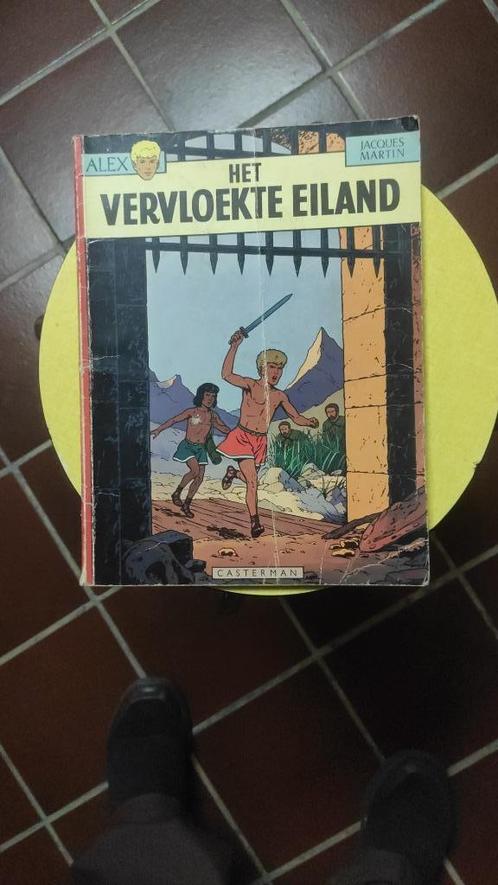 ALEX
JACQUES
MARTIN
HET
VERVLOEKTE EILAND
CASTERMAN